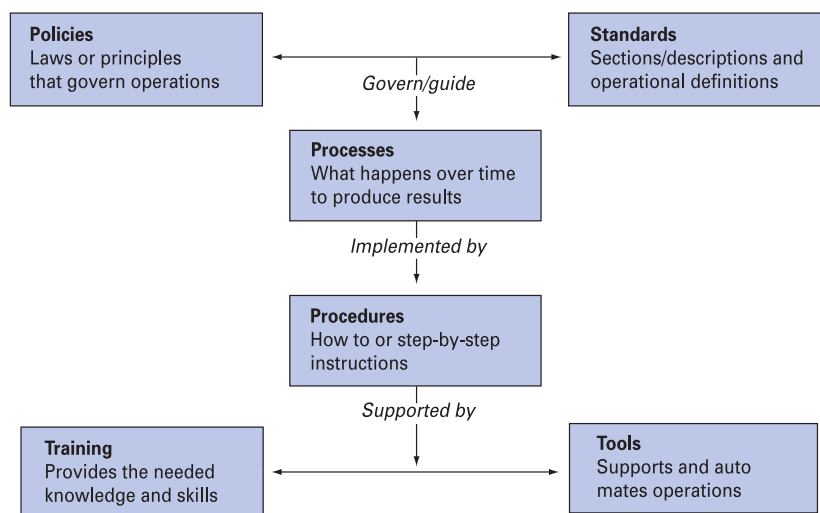 Policies
Laws or principles
that govern operations
Standards
Sections/descriptions and
operational definitions
Govern/guide
Processes
What happens over time
to produce results
Implemented by
Procedures
How to or step-by-step
instructions
Supported by
Training
Provides the needed
knowledge and skills
Tools
Supports and auto
mates operations